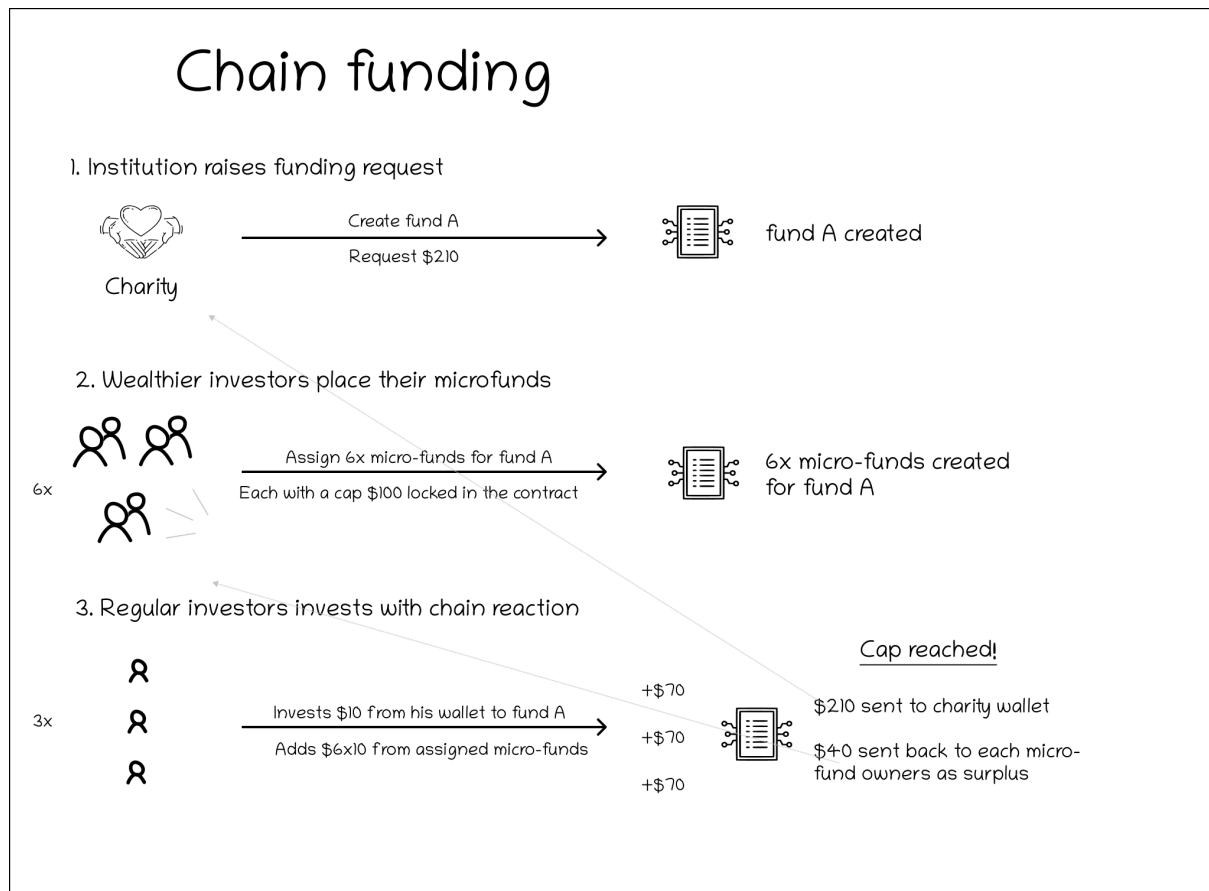 Chain funding
1. Institution raises funding request
Create fund A
Request $210
fund A created
Charity
2. Wealthier investors place their microfunds
6x
Assign 6x micro-funds for fund A
Each with a cap $100 locked in the contract
6x micro-funds created
for fund A
3. Regular investors invests with chain reaction
3x
Invests $10 from his wallet to fund A
Adds $6x10 from assigned micro-funds
+$70
+$70
+$70
Cap reached!
$210 sent to charity wallet
$40 sent back to each micro-
fund owners as surplus